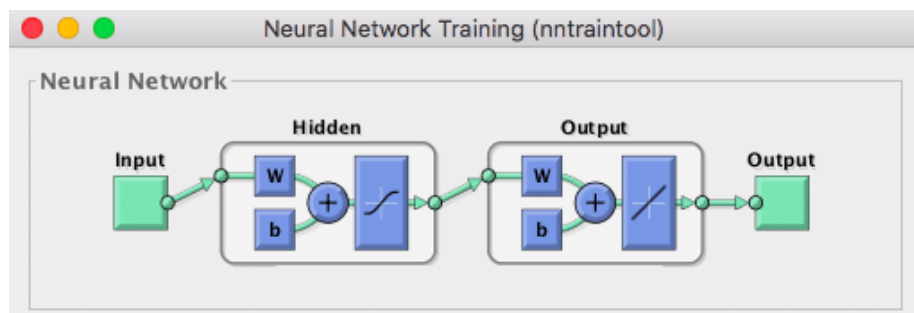 Neural Network Training (nntraintool)
Neural Network
Hidden
Output
Input
Output
W
W
+
+
b
b